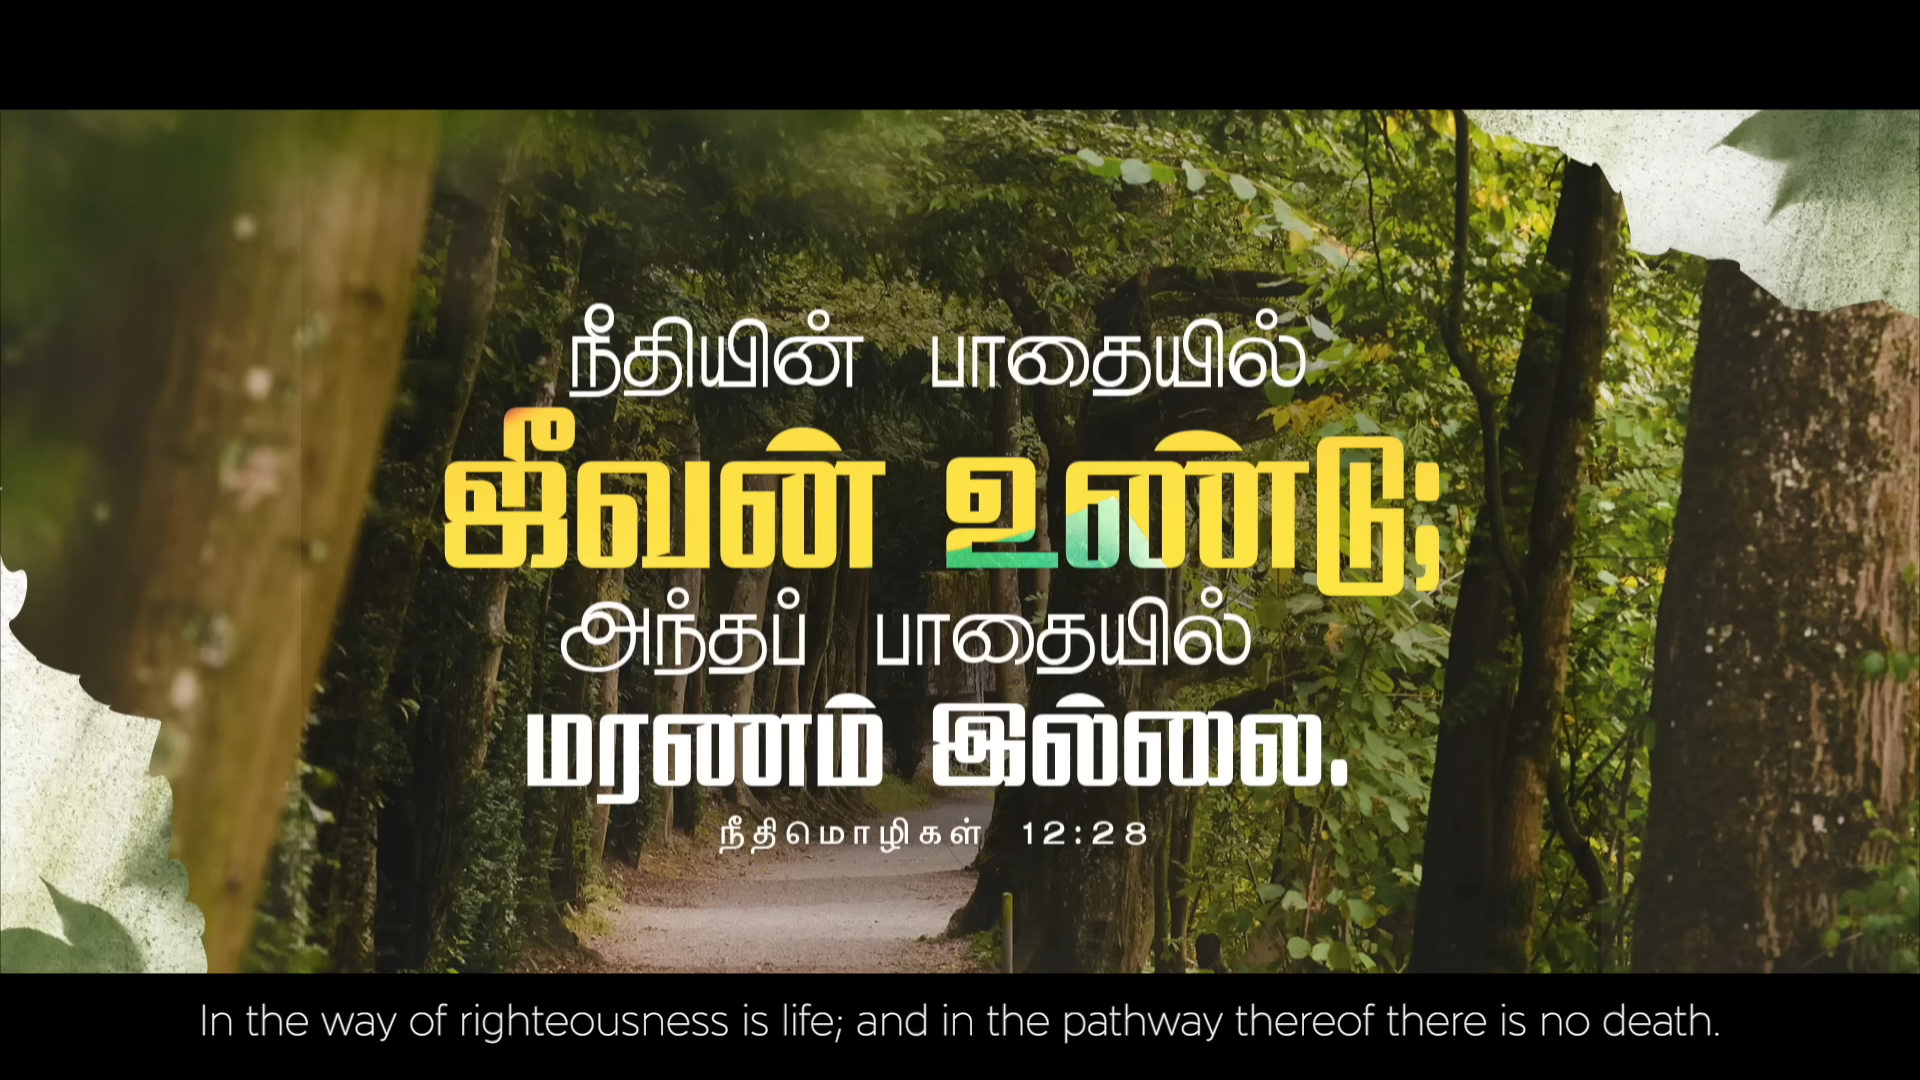 நீதியின் பாதையில்
ஜீவன் உண்டு;
அந்தப் பாதையில்
மரணம் இல்லை.
நீதிமொழிகள் 12:28
In the way of righteousness is life; and in the pathway thereof there is no death.